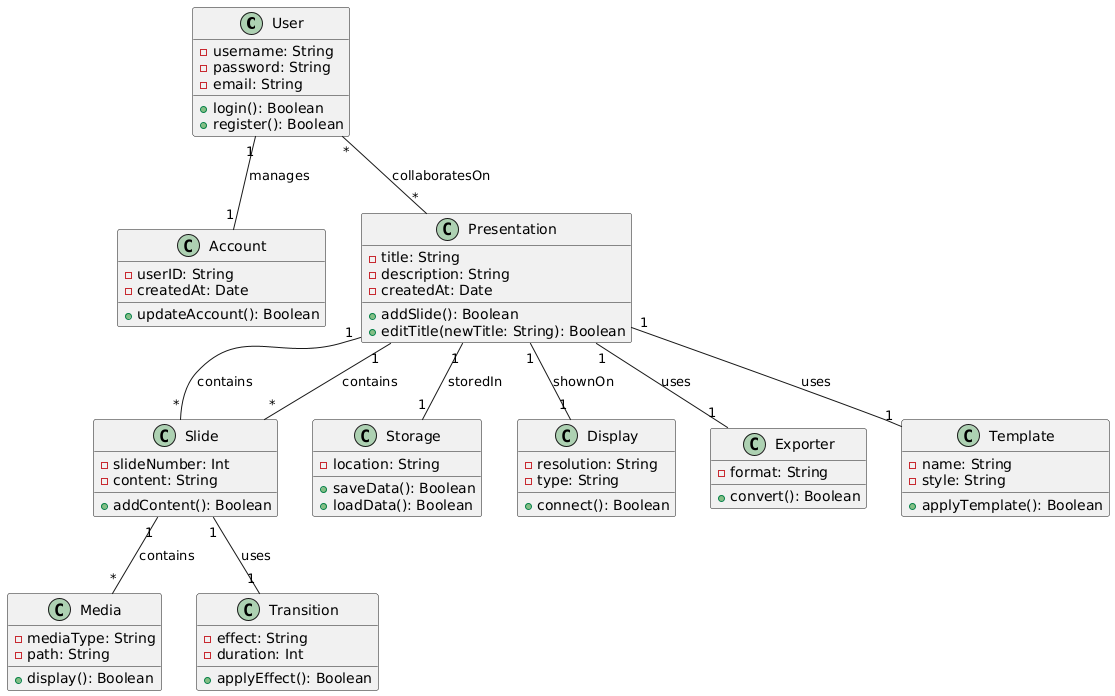 C User
username: String
password: String
email: String
login(): Boolean
register(): Boolean
1
*
manages
collaboratesOn
1
*
C Account
userID: String
createdAt: Date
updateAccount(): Boolean
C Presentation
title: String
description: String
createdAt: Date
addSlide(): Boolean
editTitle(newTitle: String): Boolean
1
1
1
1
1
1
contains
contains
storedIn
shownOn
uses
uses
*
*
1
1
1
1
C Slide
slideNumber: Int
content: String
addContent(): Boolean
C Storage
location: String
saveData(): Boolean
loadData(): Boolean
C Display
resolution: String
type: String
connect(): Boolean
C Exporter
format: String
convert(): Boolean
C Template
name: String
style: String
applyTemplate(): Boolean
1
1
contains
uses
*
1
C Media
mediaType: String
path: String
display(): Boolean
C Transition
effect: String
duration: Int
applyEffect(): Boolean